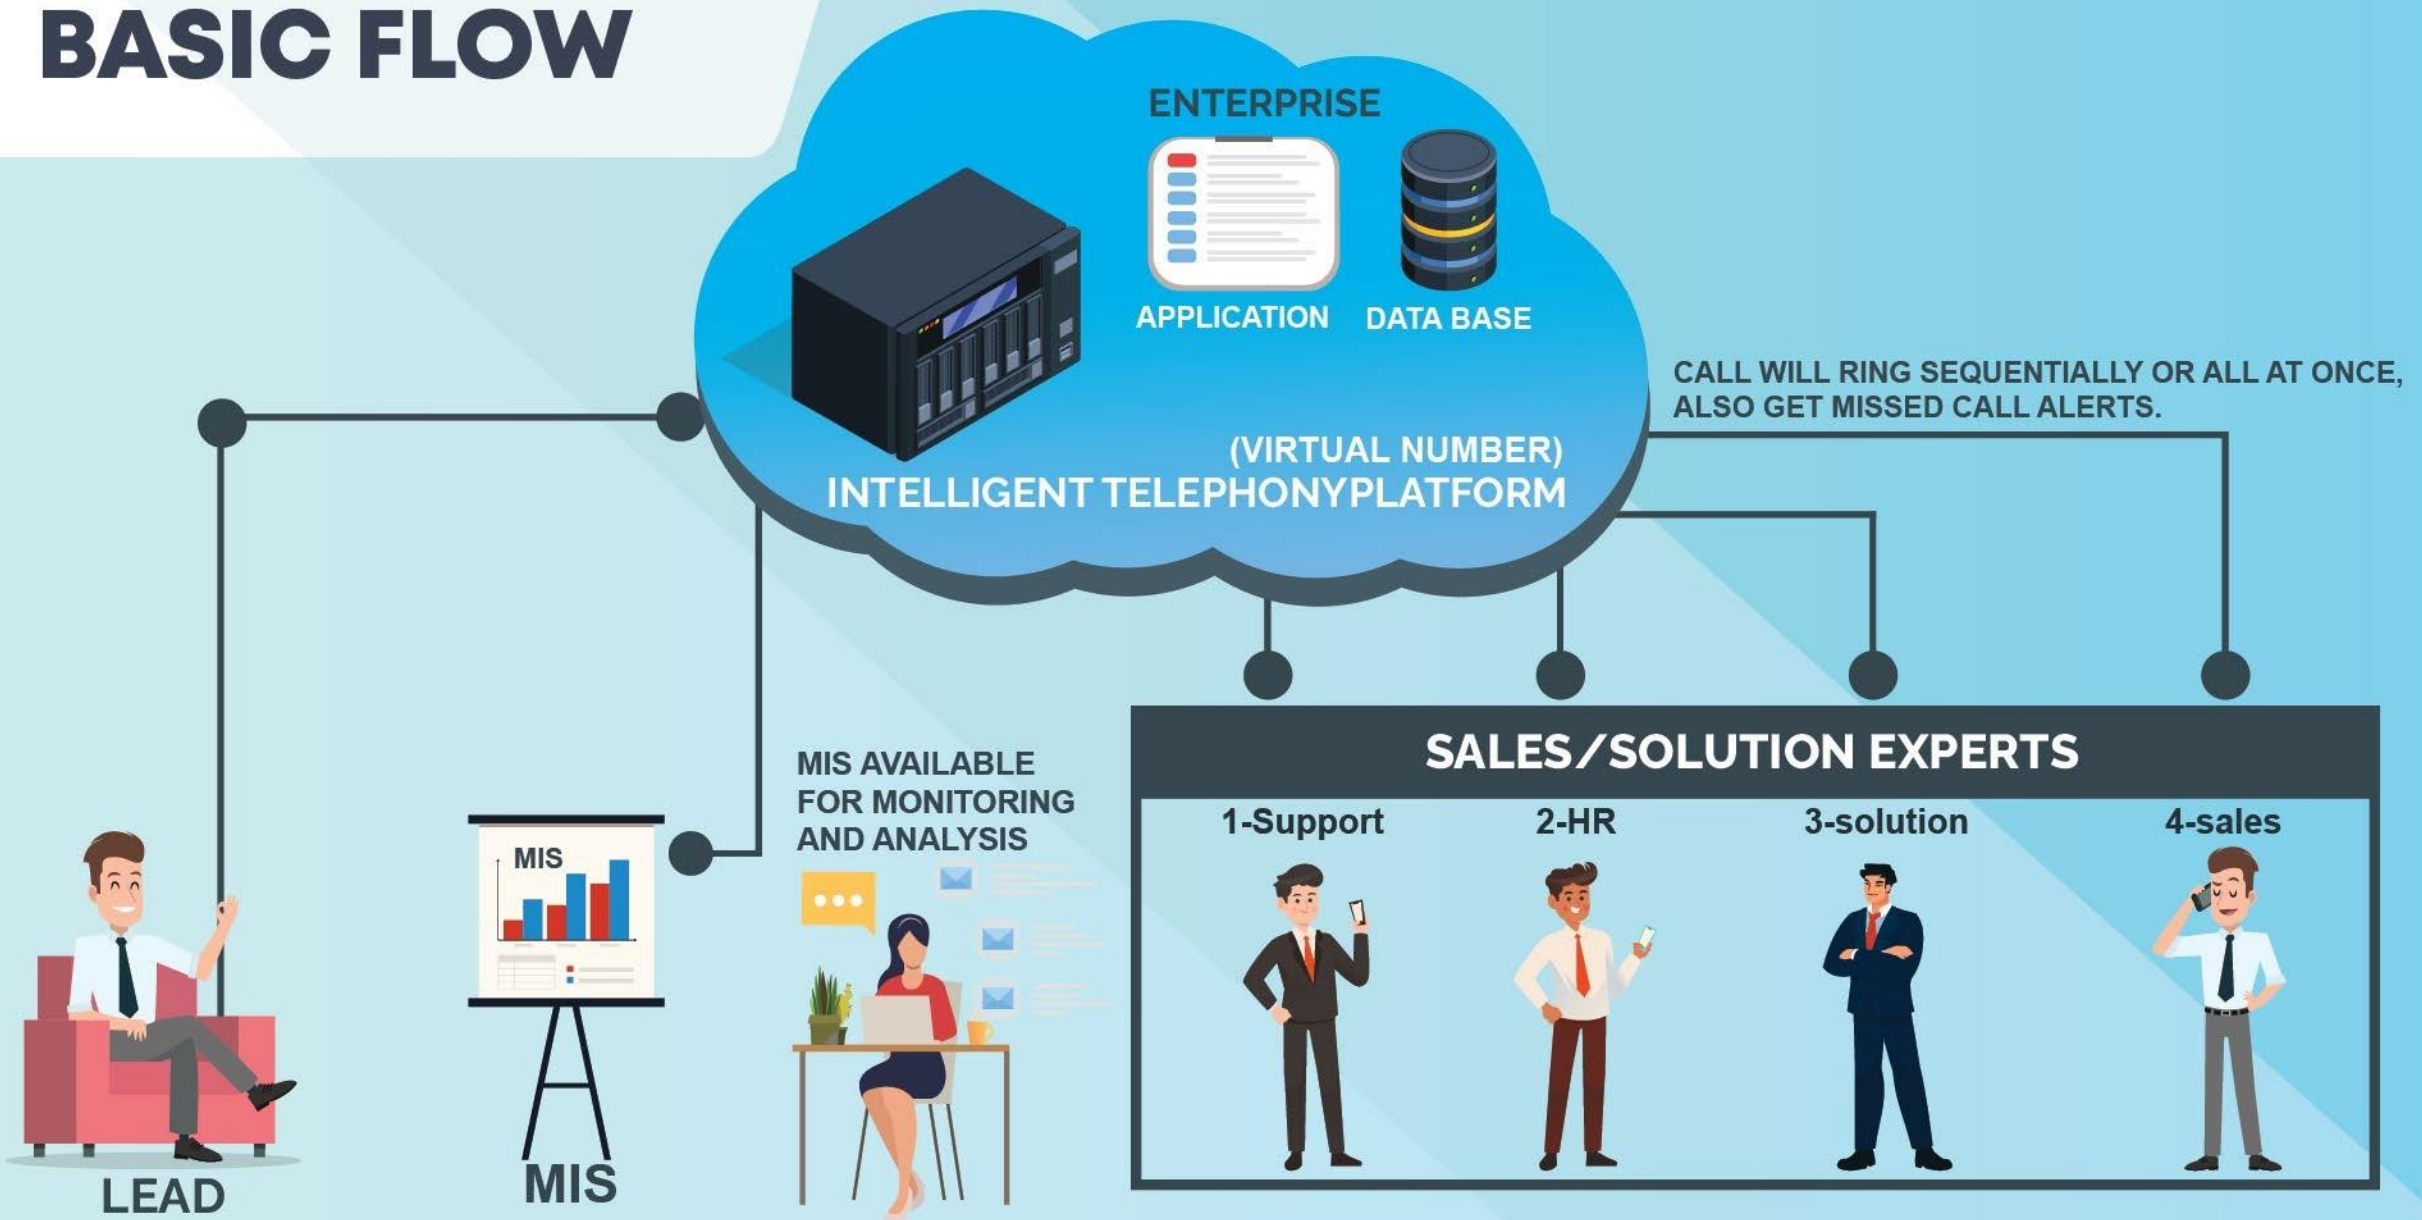 BASIC FLOW
ENTERPRISE
APPLICATION
DATA BASE
(VIRTUAL NUMBER)
INTELLIGENT TELEPHONYPLATFORM
CALL WILL RING SEQUENTIALLY OR ALL AT ONCE,
ALSO GET MISSED CALL ALERTS.
MIS AVAILABLE
FOR MONITORING
AND ANALYSIS
MIS
SALES/SOLUTION EXPERTS
1-Support
2-HR
3-solution
4-sales
LEAD
MIS